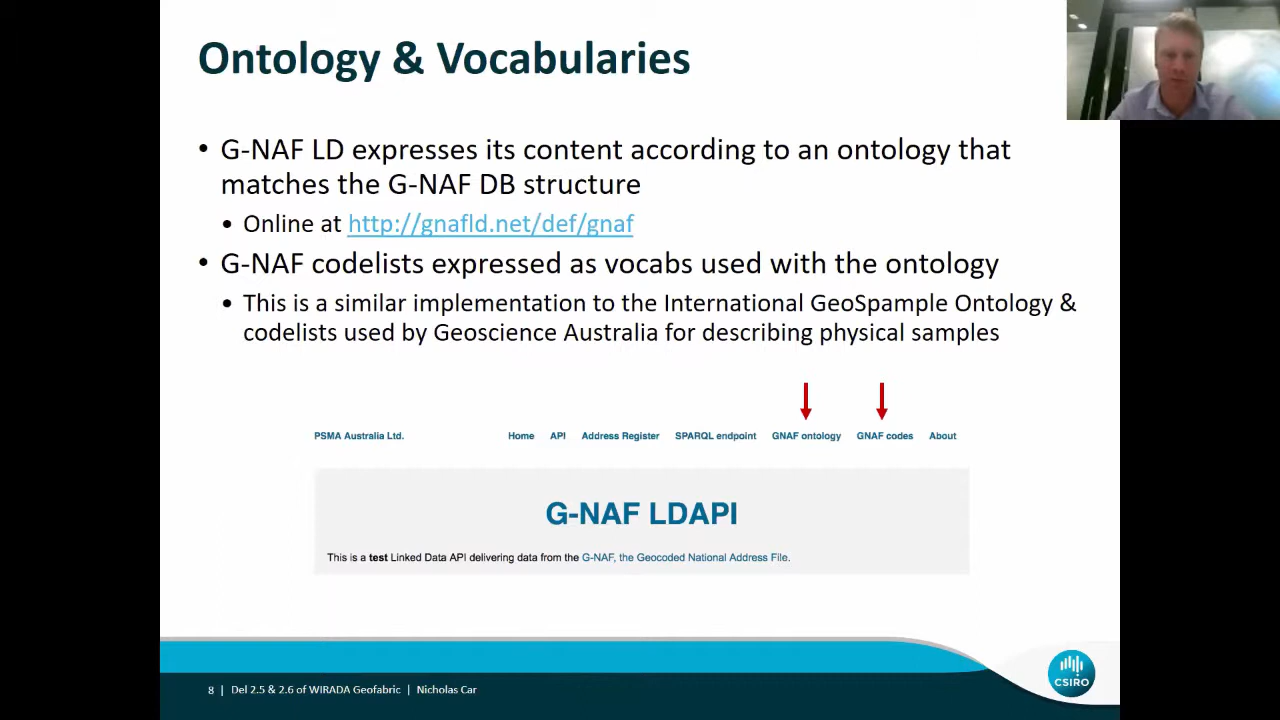 Ontology & Vocabularies
• G-NAF LD expresses its content according to an ontology that
matches the G-NAF DB structure
• Online at http://gnafld.net/def/gnaf
• G-NAF codelists expressed as vocabs used with the ontology
• This is a similar implementation to the International GeoSpample Ontology &
codelists used by Geoscience Australia for describing physical samples
PSMA Australia Ltd. Home API Address Register SPARQL endpoint GNAF ontology GNAF codes About
G-NAF LDAPI
This is a test Linked Data API delivering data from the G-NAF, the Geocoded National Address File.
8 | Del 2.5 & 2.6 of WIRADA Geofabric | Nicholas Car
CSIRO